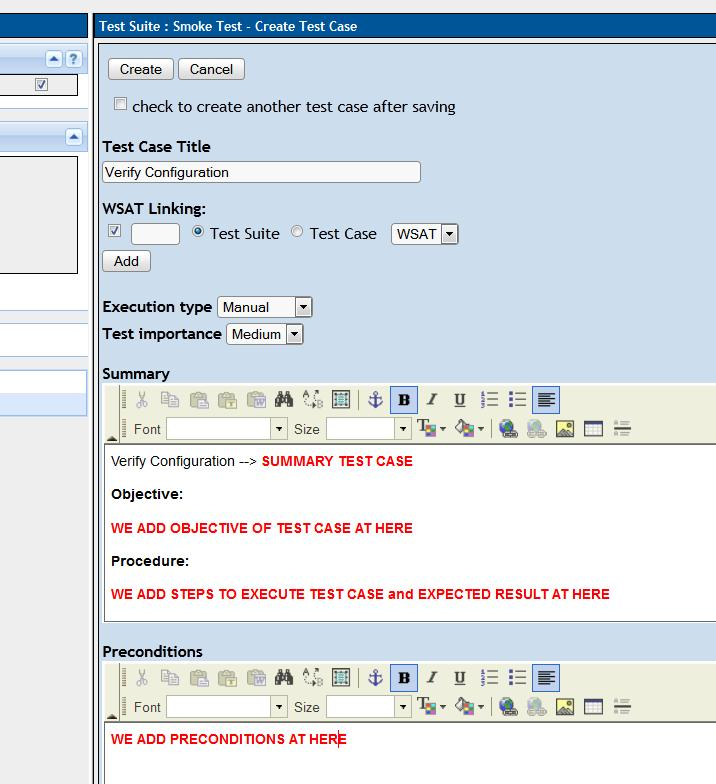 Test Suite : Smoke Test - Create Test Case
?
Create Cancel
check to create another test case after saving
Test Case Title
Verify Configuration
WSAT Linking:
Test Suite Test Case WSAT
Add
Execution type Manual
Test importance Medium
Summary
B I U
Font Size
Verify Configuration --> SUMMARY TEST CASE
Objective:
WE ADD OBJECTIVE OF TEST CASE AT HERE
Procedure:
WE ADD STEPS TO EXECUTE TEST CASE and EXPECTED RESULT AT HERE
Preconditions
B I U
Font Size
WE ADD PRECONDITIONS AT HERE